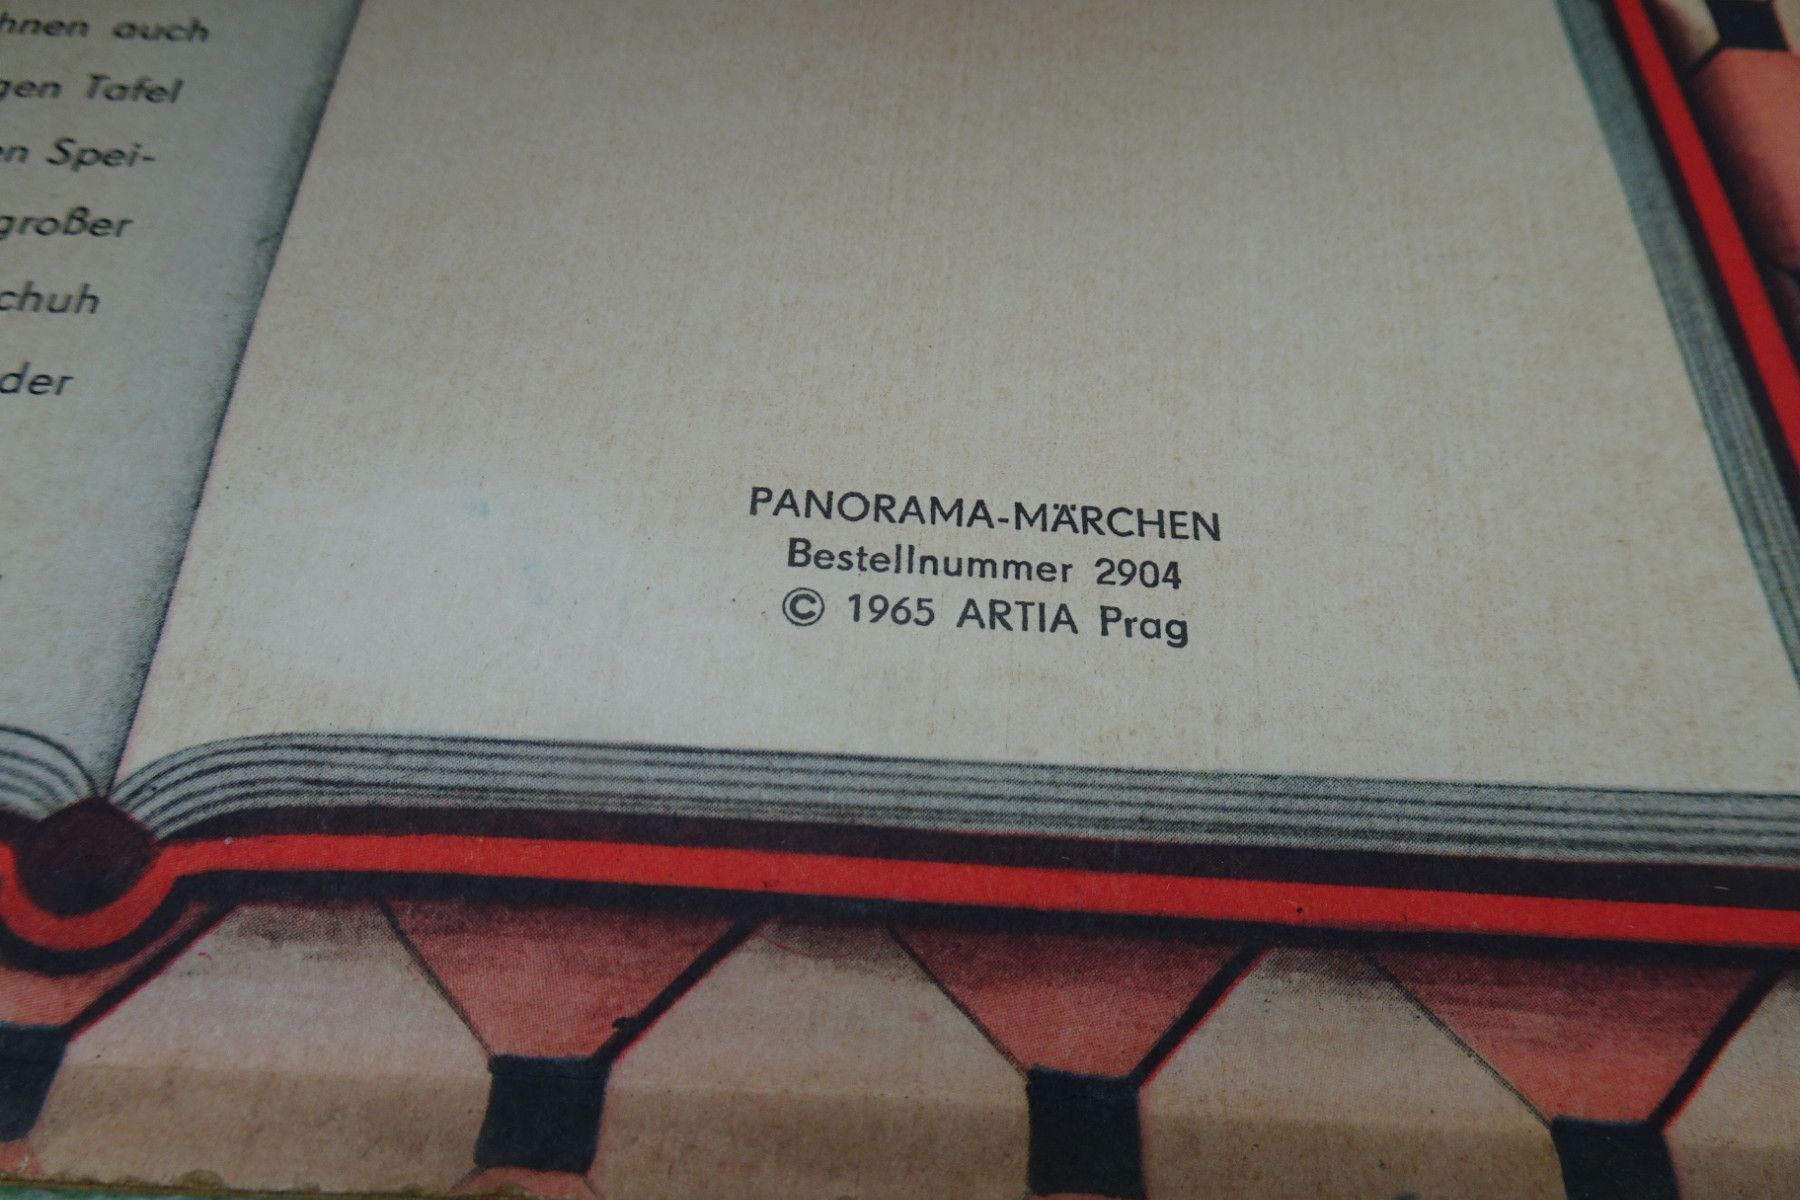 hnen auch
gen Tafel
en Spei-
großer
chuh
der
PANORAMA-MÄRCHEN
Bestellnummer 2904
© 1965 ARTIA Prag